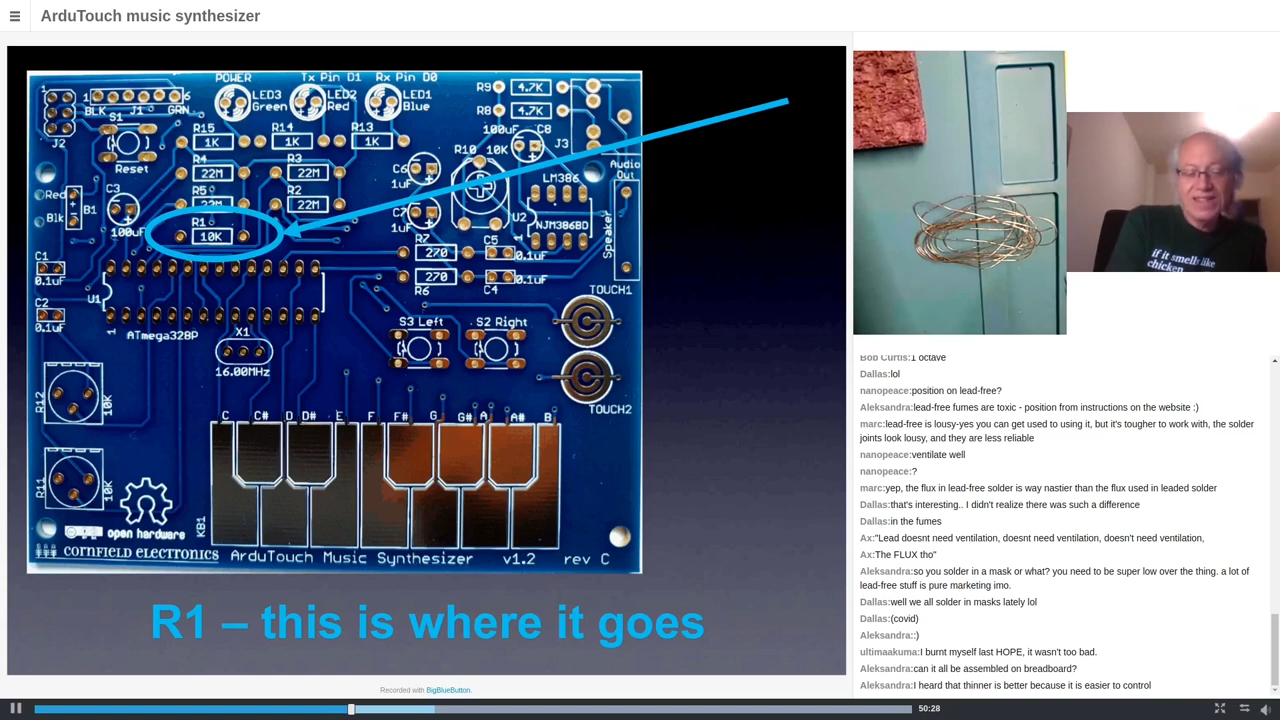 ArduTouch music synthesizer
POWER
Tx Pin D1
Rx Pin D0
1
1
6
BLK
J1
GRN
S1
J2
Reset
LED3
Green
LED2
Red
LED1
Blue
R9
4.7K
R8
4.7K
100uF
C8
J3
R15
1K
R14
1K
R13
1K
R10
10K
Audio
Out
R4
22M
R3
22M
C6
1uF
LM386
Red
Blk
+
-
B1
C3
100uF
R5
22M
R2
22M
C7
1uF
U2
NJM386BD
Speaker
R1
10K
R7
270
C5
0.1uF
C1
0.1uF
R6
270
C4
0.1uF
U1
C2
0.1uF
1
ATmega328P
TOUCH1
X1
16.00MHz
S3 Left
S2 Right
TOUCH2
R12
10K
R11
10K
C
C#
D
D#
E
F
F#
G
G#
A
A#
B
KB1
open hardware
CORNFIELD ELECTRONICS
ArduTouch Music Synthesizer
v1.2
rev C
R1 – this is where it goes
Recorded with BigBlueButton.
if it smells like
chicken
Bob Curtis:1 octave
Dallas:lol
nanopeace:position on lead-free?
Aleksandra:lead-free fumes are toxic - position from instructions on the website :)
marc:lead-free is lousy-yes you can get used to using it, but it's tougher to work with, the solder
joints look lousy, and they are less reliable
nanopeace:ventilate well
nanopeace:?
marc:yep, the flux in lead-free solder is way nastier than the flux used in leaded solder
Dallas:that's interesting.. I didn't realize there was such a difference
Dallas:in the fumes
Ax:"Lead doesnt need ventilation, doesnt need ventilation, doesn't need ventilation,
Ax:The FLUX tho"
Aleksandra:so you solder in a mask or what? you need to be super low over the thing. a lot of
lead-free stuff is pure marketing imo.
Dallas:well we all solder in masks lately lol
Dallas:(covid)
Aleksandra::)
ultimaakuma:I burnt myself last HOPE, it wasn't too bad.
Aleksandra:can it all be assembled on breadboard?
Aleksandra:I heard that thinner is better because it is easier to control
50:28